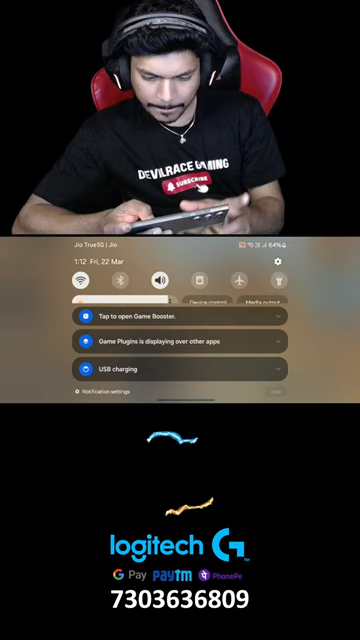 DEVILRACE GAMING
SUBSCRIBE
Jio True5G | Jio
64%
1:12 Fri, 22 Mar
Device control
Media output
Tap to open Game Booster.
Game Plugins is displaying over other apps
USB charging
Notification settings
logitech G
G Pay paytm PhonePe
7303636809